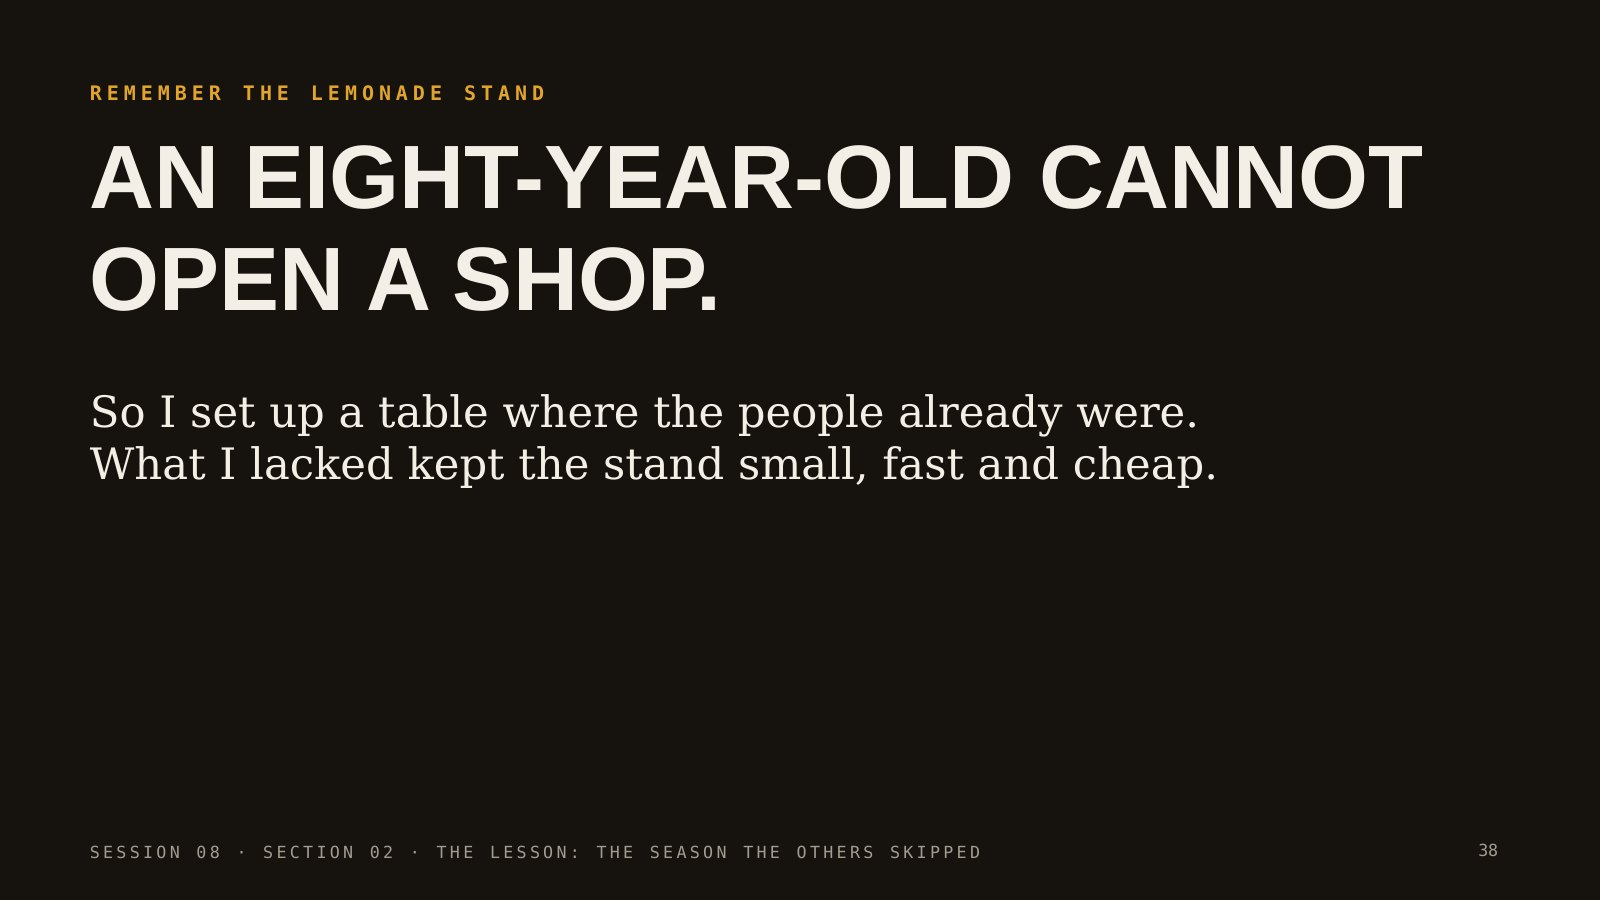 REMEMBER THE LEMONADE STAND
AN EIGHT-YEAR-OLD CANNOT
OPEN A SHOP.
So I set up a table where the people already were.
What I lacked kept the stand small, fast and cheap.
SESSION 08 · SECTION 02 · THE LESSON: THE SEASON THE OTHERS SKIPPED
38